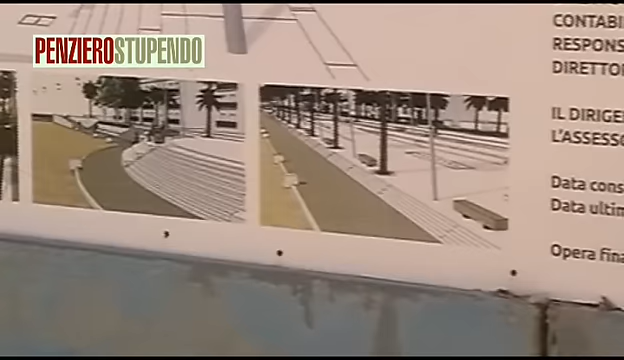 PENZIEROSTUPENDO
CONTABI
RESPONS
DIRETTOR
IL DIRIGE
L'ASSESSO
Data cons
Data ultim
Opera fina